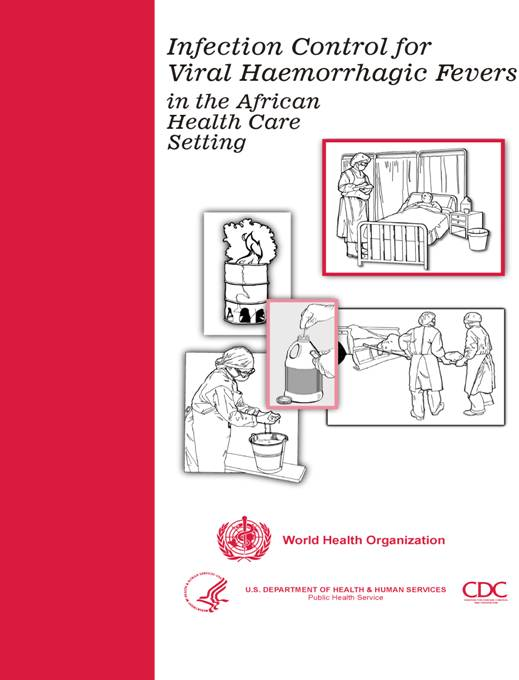 Infection Control for
Viral Haemorrhagic Fevers
in the African
Health Care
Setting
World Health Organization
U.S. DEPARTMENT OF HEALTH & HUMAN SERVICES
Public Health Service
CDC